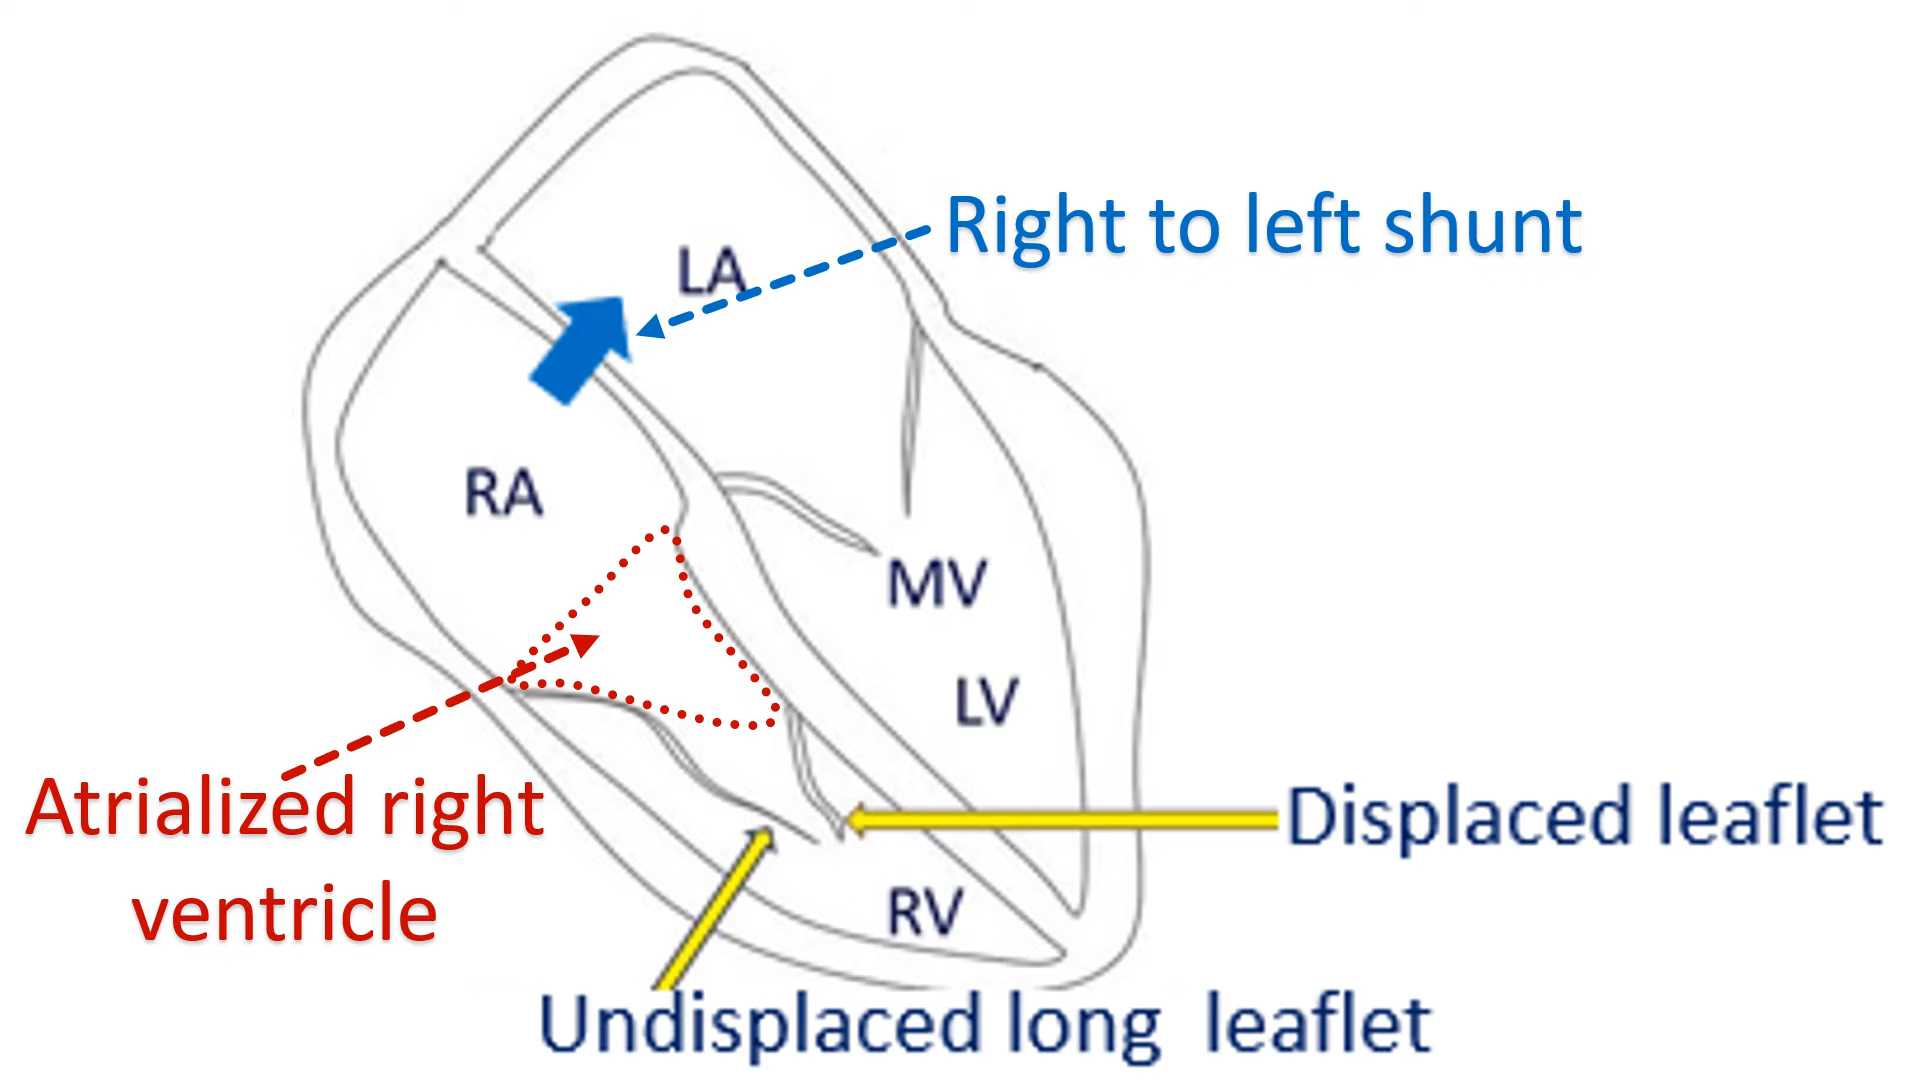 Right to left shunt
LA
RA
MV
LV
Atrialized right
ventricle
Displaced leaflet
RV
Undisplaced long leaflet